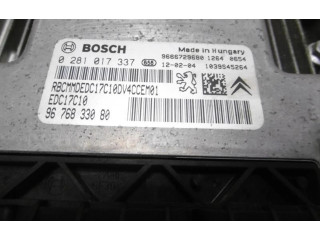 BOSCH
Made in Hungary
0 281 017 337
9666729680 1264 0654
12-02-04 1039S45264
RBCMMDEDC17C10DV4CCEM01
EDC17C10
96 768 330 80